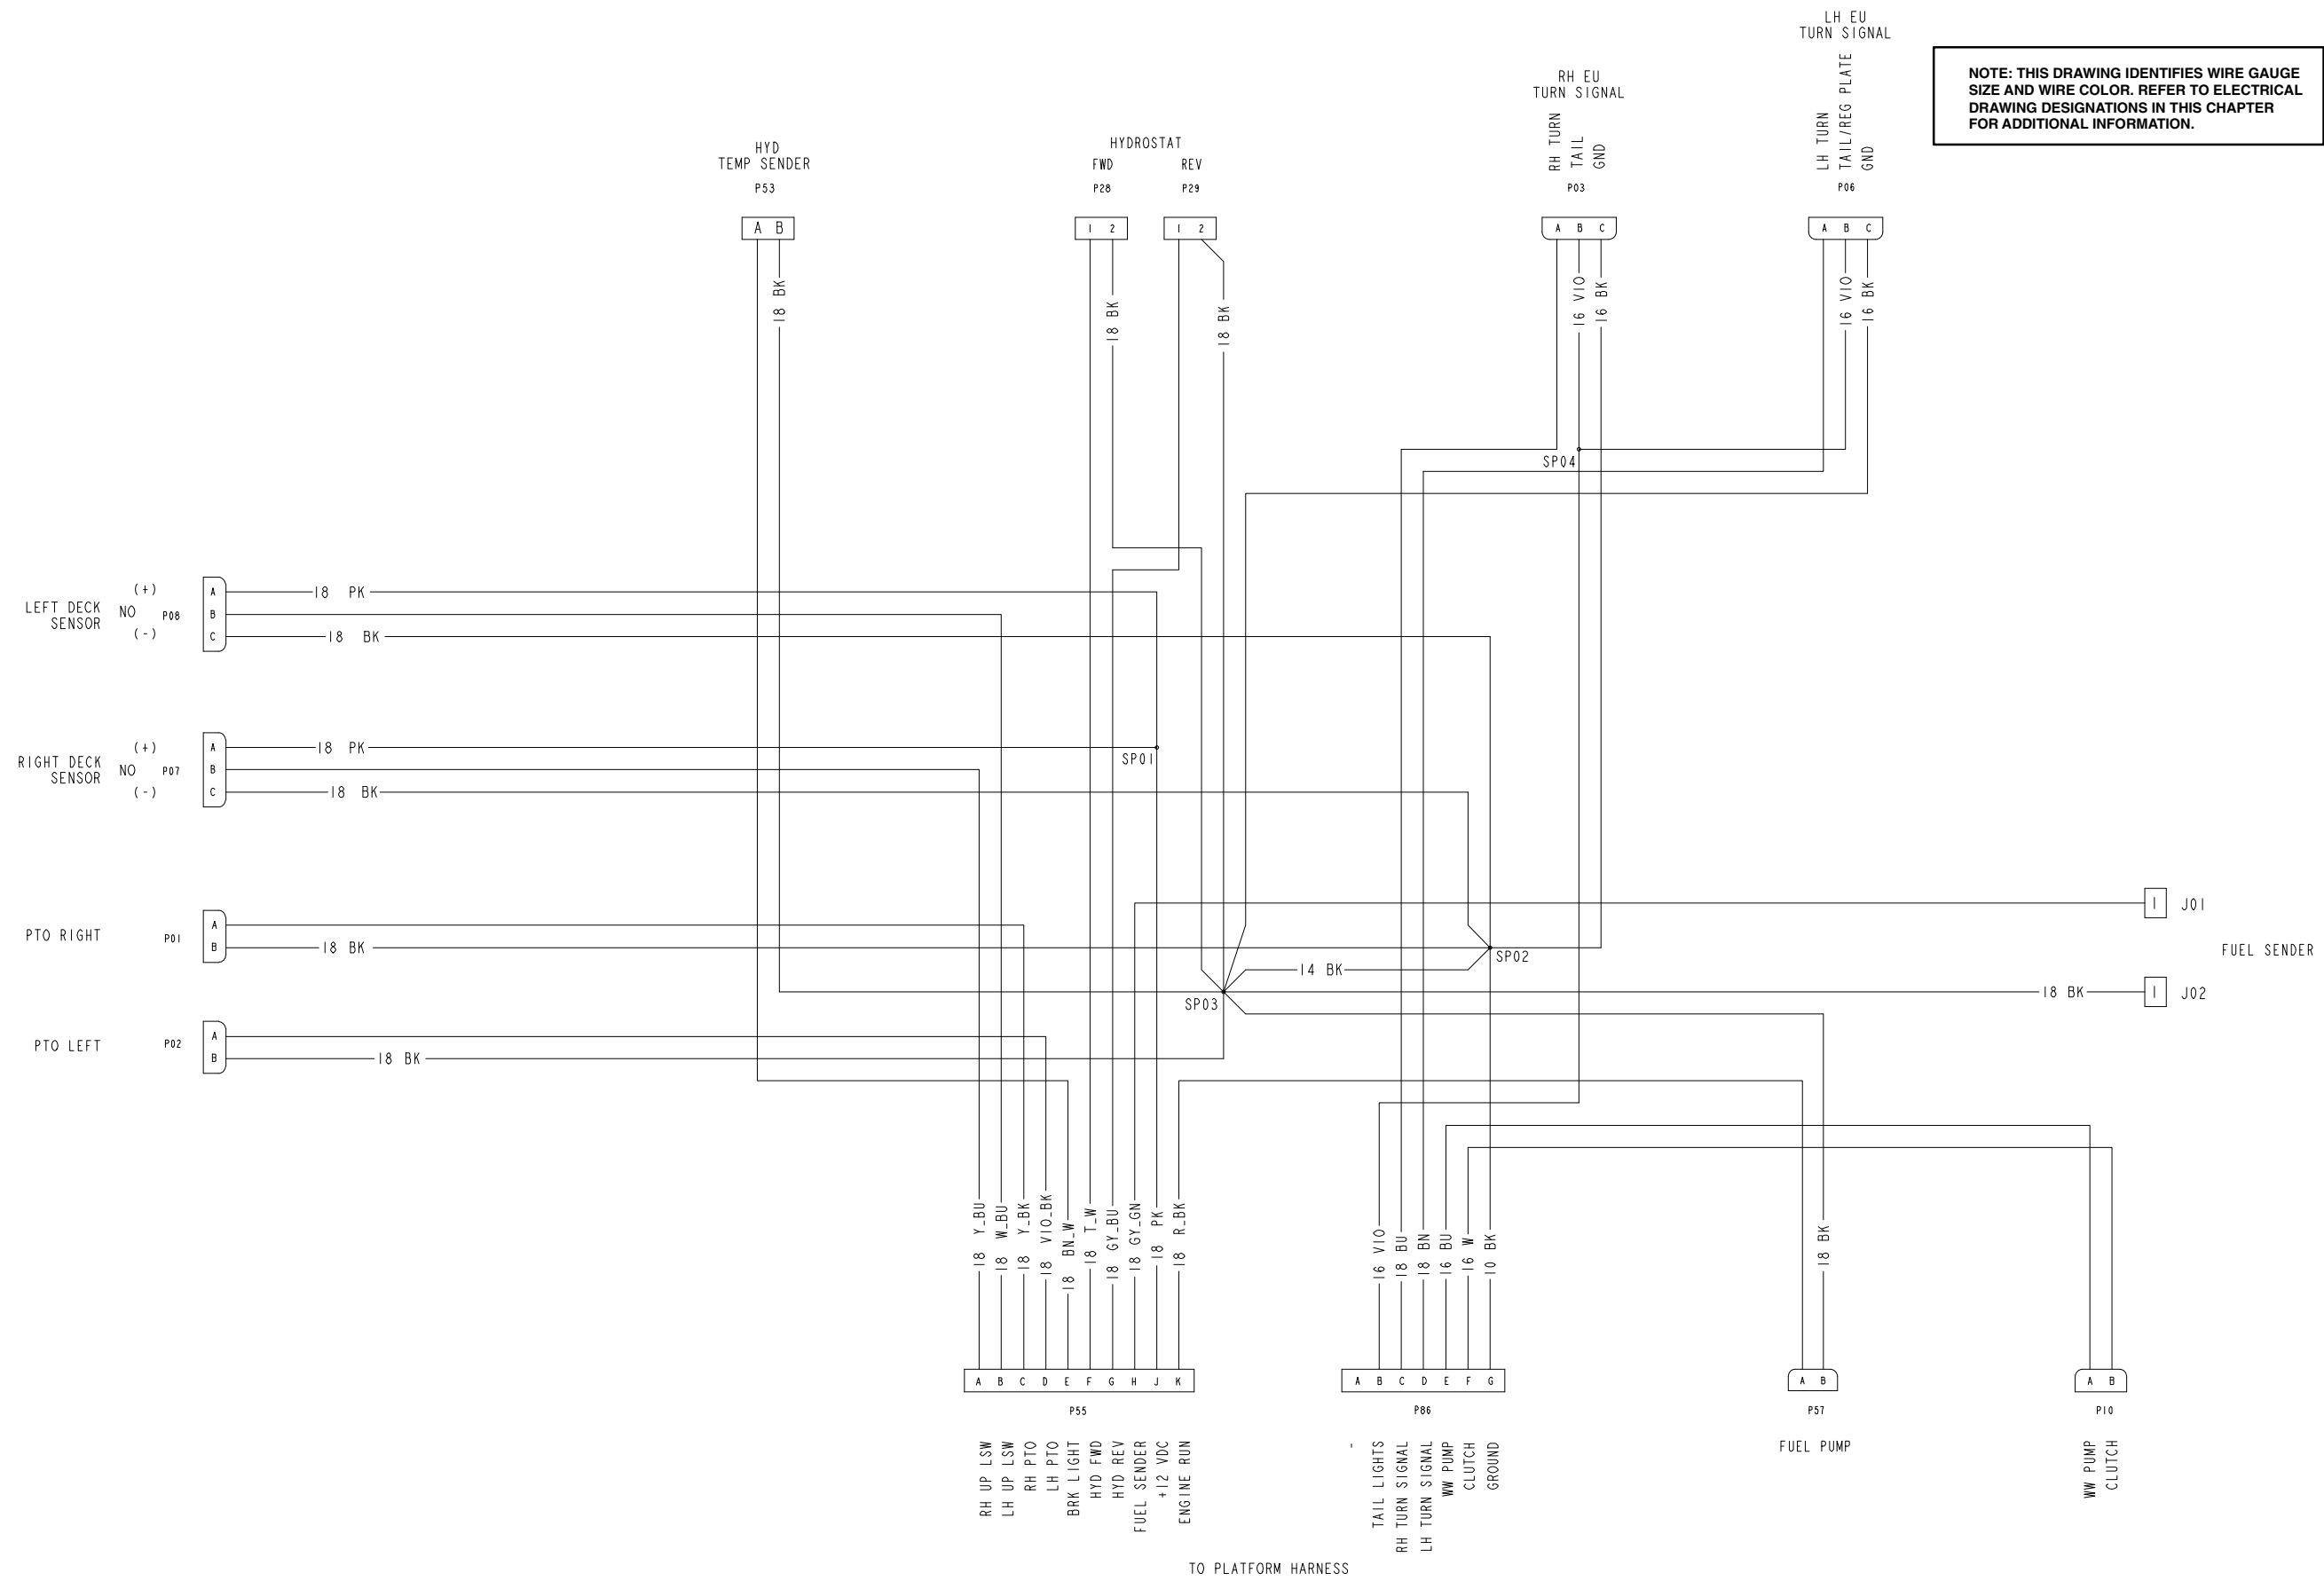 LH EU
TURN SIGNAL
LH TURN
TAIL/REG PLATE
GND
P06
A B C
16 VIO
16 BK
NOTE: THIS DRAWING IDENTIFIES WIRE GAUGE
SIZE AND WIRE COLOR. REFER TO ELECTRICAL
DRAWING DESIGNATIONS IN THIS CHAPTER
FOR ADDITIONAL INFORMATION.
RH EU
TURN SIGNAL
RH TURN
TAIL
GND
P03
A B C
16 VIO
16 BK
SP04
HYDROSTAT
FWD
REV
P28
P29
1 2
1 2
18 BK
18 BK
HYD
TEMP SENDER
P53
A B
18 BK
LEFT DECK
SENSOR
(+)
NO
(-)
P08
A
B
C
18 PK
18 BK
RIGHT DECK
SENSOR
(+)
NO
(-)
P07
A
B
C
18 PK
18 BK
SP01
PTO RIGHT
P01
A
B
18 BK
PTO LEFT
P02
A
B
18 BK
14 BK
SP02
SP03
1
J01
FUEL SENDER
18 BK
1
J02
18 Y_BU
18 W_BU
18 Y_BK
18 VIO_BK
18 BN_W
18 T_W
18 GY_BU
18 GY_GN
18 PK
18 R_BK
A B C D E F G H J K
P55
RH UP LSW
LH UP LSW
RH PTO
LH PTO
BRK LIGHT
HYD FWD
HYD REV
FUEL SENDER
+12 VDC
ENGINE RUN
16 VIO
18 BU
18 BN
16 BU
16 W
10 BK
A B C D E F G
P86
-
TAIL LIGHTS
RH TURN SIGNAL
LH TURN SIGNAL
WW PUMP
CLUTCH
GROUND
18 BK
A B
P57
FUEL PUMP
A B
P10
WW PUMP
CLUTCH
TO PLATFORM HARNESS